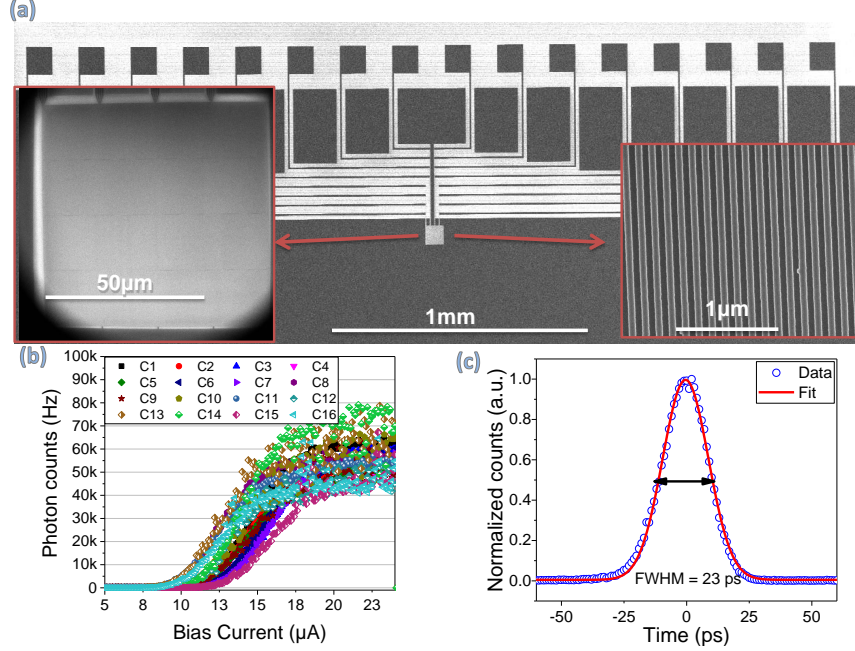 (a)
50μm
1mm
1μm
(b)
100k
90k
80k
70k
60k
50k
40k
30k
20k
10k
0
Photon counts (Hz)
C1 C2 C3 C4
C5 C6 C7 C8
C9 C10 C11 C12
C13 C14 C15 C16
5 8 10 13 15 18 20 23
Bias Current (μA)
(c)
1.0
0.8
0.6
0.4
0.2
0.0
Normalized counts (a.u.)
Data
Fit
FWHM = 23 ps
-50 -25 0 25 50
Time (ps)